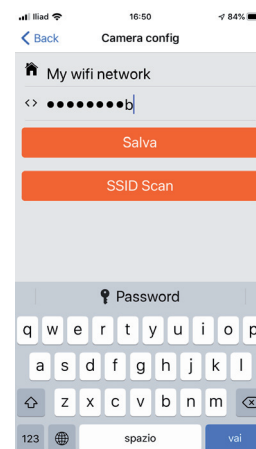 Iliad 16:50 84%
Back Camera config
My wifi network
<> ●●●●●●●●b
Salva
SSID Scan
Password
q w e r t y u i o p
a s d f g h j k l
z x c v b n m
123 spazio vai